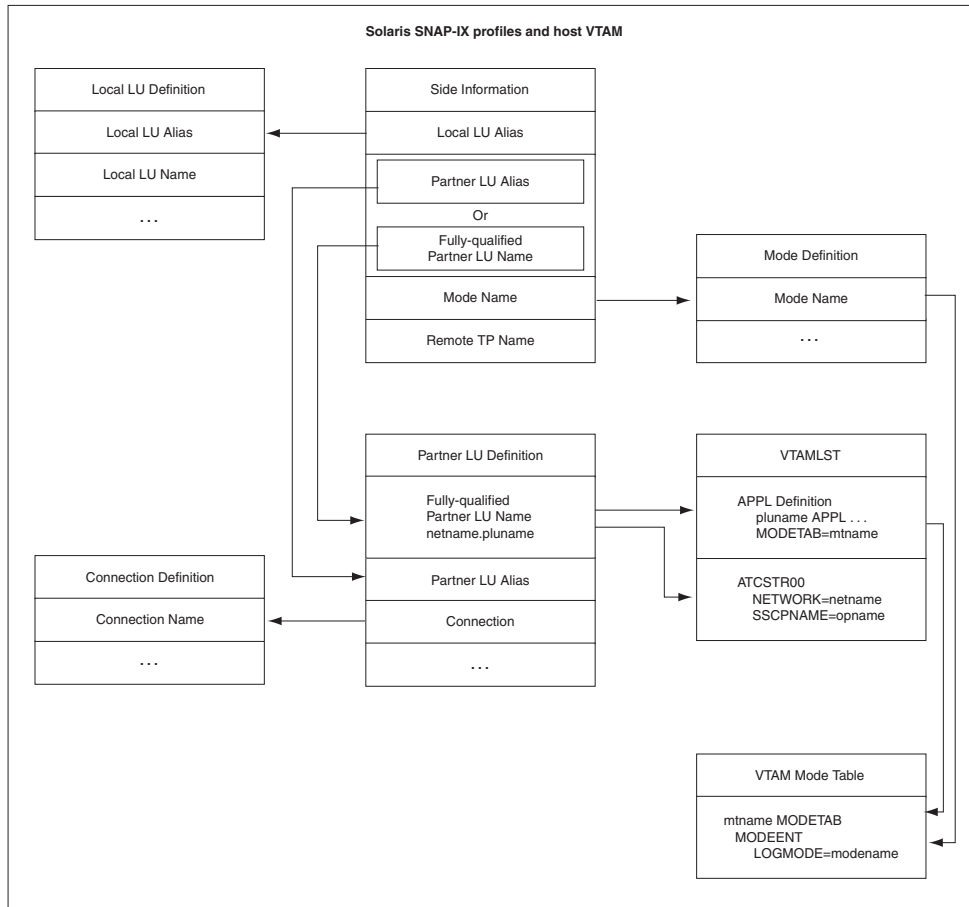 Solaris SNAP-IX profiles and host VTAM
Local LU Definition
Local LU Alias
Local LU Name
...
Side Information
Local LU Alias
Partner LU Alias
Or
Fully-qualified
Partner LU Name
Mode Name
Remote TP Name
Mode Definition
Mode Name
...
Partner LU Definition
Fully-qualified
Partner LU Name
netname.pluname
Partner LU Alias
Connection
...
VTAMLST
APPL Definition
pluname APPL . . .
MODETAB=mtname
ATCSTR00
NETWORK=netname
SSCPNAME=opname
Connection Definition
Connection Name
...
VTAM Mode Table
mtname MODETAB
MODEENT
LOGMODE=modename